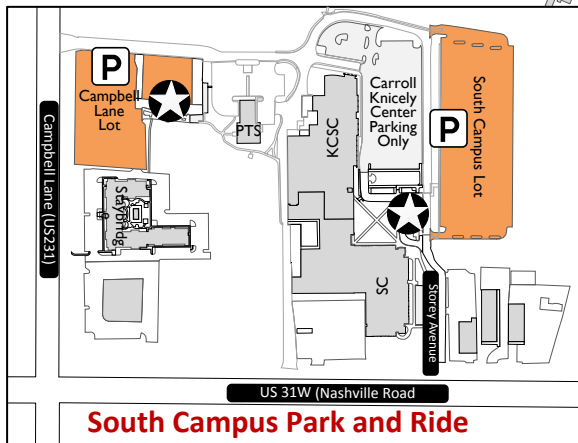 P
Campbell
Lane
Lot
PTS
KCSC
Carroll
Knicely
Center
Parking
Only
P
South Campus Lot
Campbell Lane (US231)
Staybridg
SC
Storey Avenue
US 31W (Nashville Road
South Campus Park and Ride